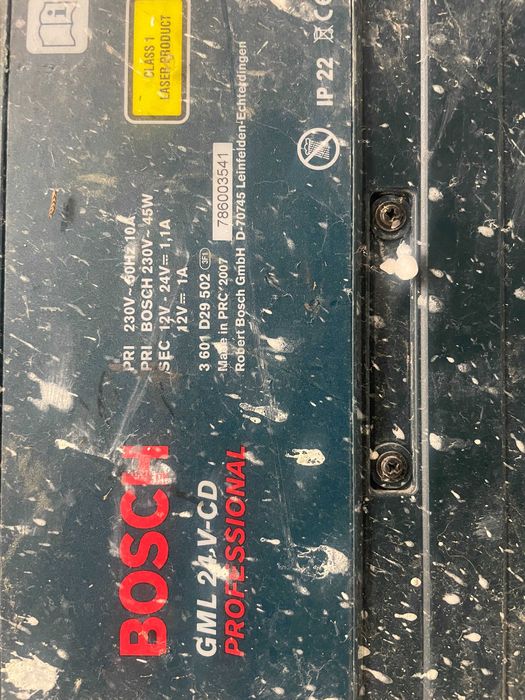 BOSCH
GML 24V-CD
PROFESSIONAL
PRI 230V~ 50Hz 10A
PRI BOSCH 230V~ 45W
SEC 12V - 24V⎓ 1,1A
12V⎓ 1A
3 601 D29 502
Made in PRC 2007
786003541
Robert Bosch GmbH D-70745 Leinfelden-Echterdingen
CLASS 1
LASER PRODUCT
IP 22
CE